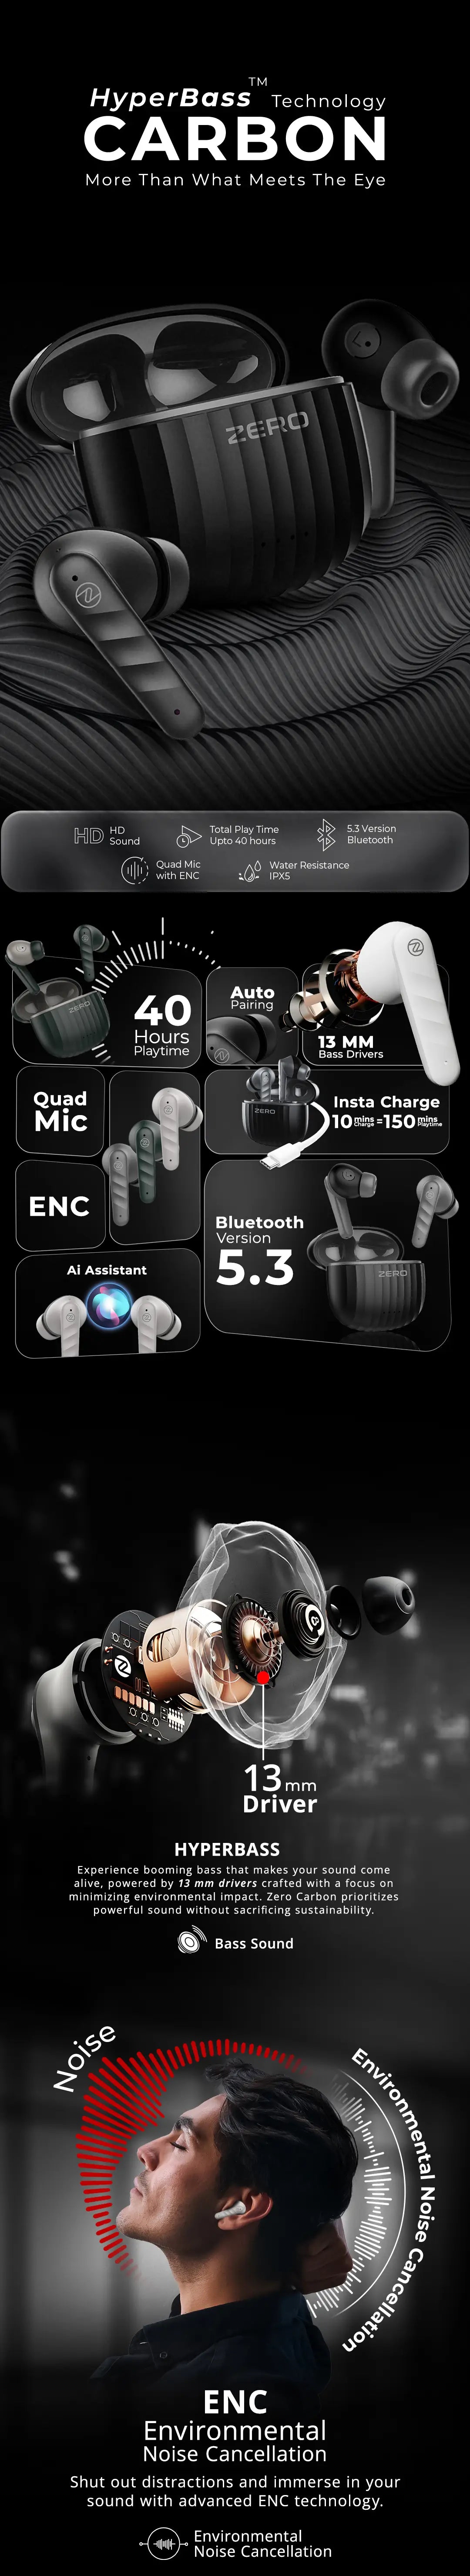 HyperBass™ Technology
CARBON
More Than What Meets The Eye
L
ZERO
HD
HD
Sound
Total Play Time
Upto 40 hours
5.3 Version
Bluetooth
Quad Mic
with ENC
Water Resistance
IPX5
ZERO
40
Hours
Playtime
Auto
Pairing
13 MM
Bass Drivers
Quad
Mic
ZERO
Insta Charge
10 mins Charge = 150 mins Playtime
ENC
Bluetooth
Version
5.3
ZERO
Ai Assistant
13 mm
Driver
HYPERBASS
Experience booming bass that makes your sound come
alive, powered by 13 mm drivers crafted with a focus on
minimizing environmental impact. Zero Carbon prioritizes
powerful sound without sacrificing sustainability.
Bass Sound
Noise
Environmental Noise Cancellation
ENC
Environmental
Noise Cancellation
Shut out distractions and immerse in your
sound with advanced ENC technology.
Environmental
Noise Cancellation